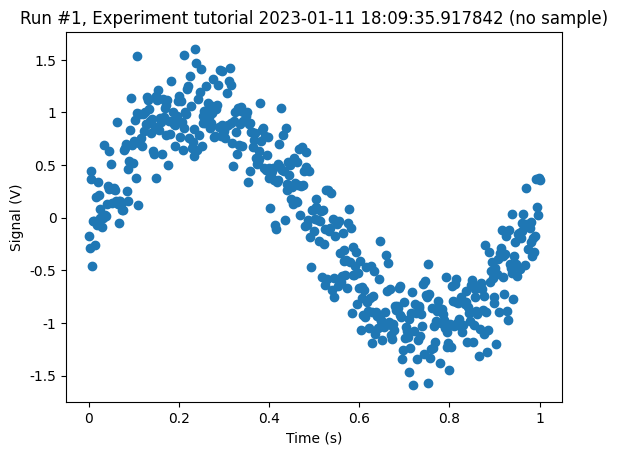 Run #1, Experiment tutorial 2023-01-11 18:09:35.917842 (no sample)
1.5
1
0.5
0
-0.5
-1
-1.5
Signal (V)
0 0.2 0.4 0.6 0.8 1
Time (s)